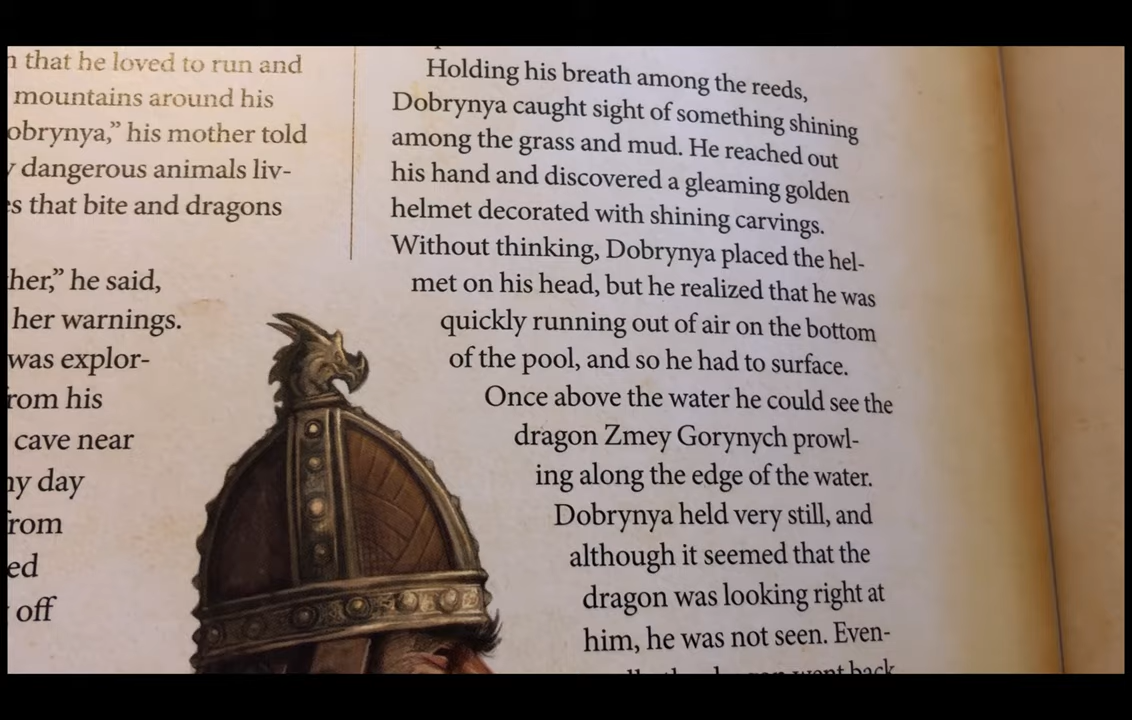 that he loved to run and
mountains around his
his mother told
dangerous animals liv-
that bite and dragons
he said,
her warnings.
was explor-
his
cave near
day
off
Holding his breath among the reeds,
Dobrynya caught sight of something shining
among the grass and mud. He reached out
his hand and discovered a gleaming golden
helmet decorated with shining carvings.
Without thinking, Dobrynya placed the hel-
met on his head, but he realized that he was
quickly running out of air on the bottom
of the pool, and so he had to surface.
Once above the water he could see the
dragon Zmey Gorynych prowl-
ing along the edge of the water.
Dobrynya held very still, and
although it seemed that the
dragon was looking right at
him, he was not seen. Even-